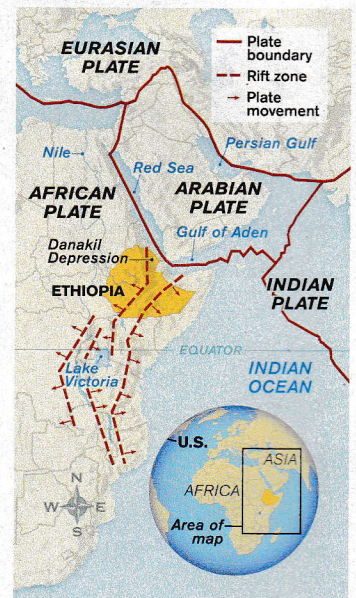 EURASIAN
PLATE
Plate
boundary
Rift zone
Plate
movement
Nile
Persian Gulf
Red Sea
AFRICAN
PLATE
ARABIAN
PLATE
Gulf of Aden
Danakil
Depression
ETHIOPIA
INDIAN
PLATE
EQUATOR
Lake
Victoria
INDIAN
OCEAN
U.S.
ASIA
AFRICA
Area of
map
N
W
E
S